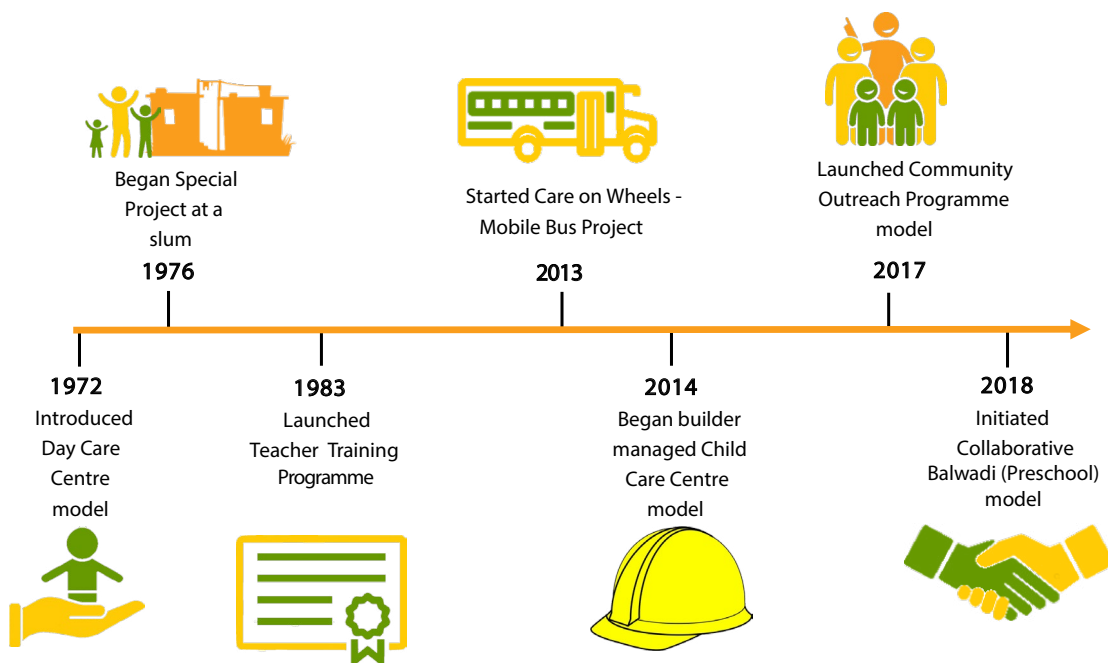 Began Special
Project at a
slum
1976
Started Care on Wheels -
Mobile Bus Project
2013
Launched Community
Outreach Programme
model
2017
1972
Introduced
Day Care
Centre
model
1983
Launched
Teacher Training
Programme
2014
Began builder
managed Child
Care Centre
model
2018
Initiated
Collaborative
Balwadi (Preschool)
model